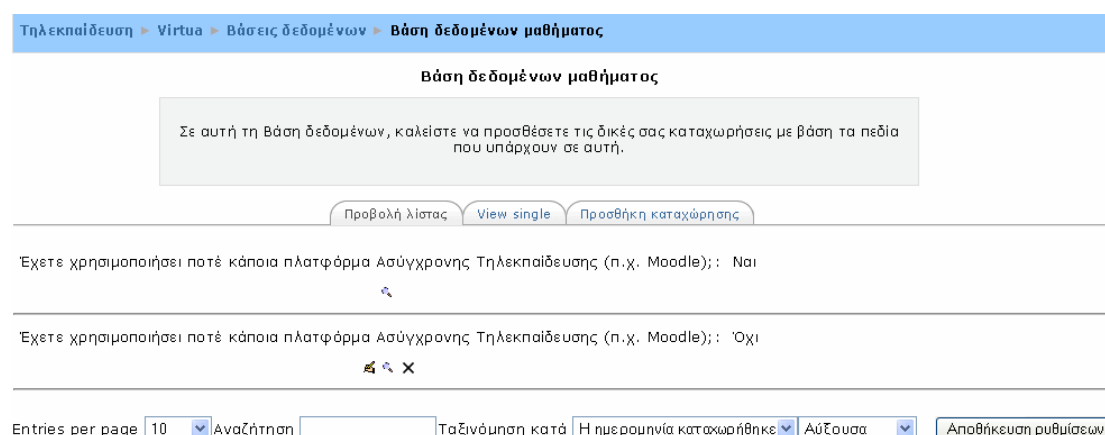 Τηλεκπαίδευση ► Virtua ► Βάσεις δεδομένων ► Βάση δεδομένων μαθήματος
Βάση δεδομένων μαθήματος
Σε αυτή τη Βάση δεδομένων, καλείστε να προσθέσετε τις δικές σας καταχωρήσεις με βάση τα πεδία
που υπάρχουν σε αυτή.
Προβολή λίστας View single Προσθήκη καταχώρησης
Έχετε χρησιμοποιήσει ποτέ κάποια πλατφόρμα Ασύγχρονης Τηλεκπαίδευσης (π.χ. Moodle);: Ναι
Έχετε χρησιμοποιήσει ποτέ κάποια πλατφόρμα Ασύγχρονης Τηλεκπαίδευσης (π.χ. Moodle);: Όχι
Entries per page 10 Αναζήτηση Ταξινόμηση κατά Η ημερομηνία καταχωρήθηκε Αύξουσα Αποθήκευση ρυθμίσεων